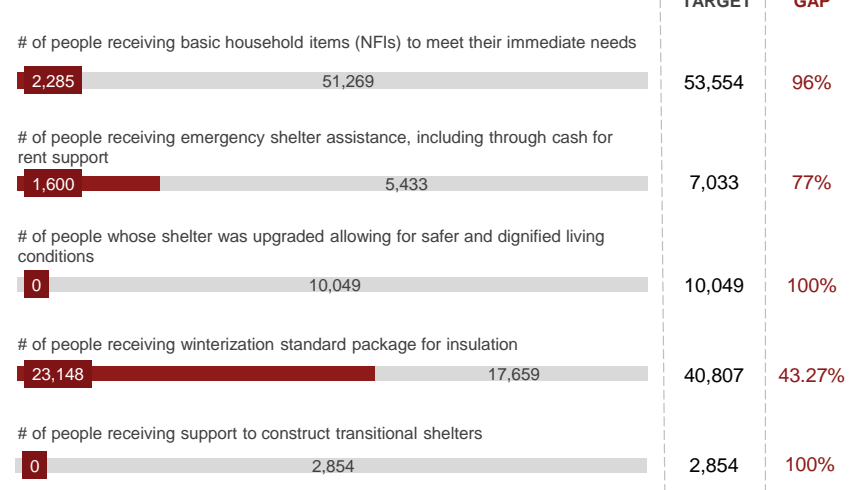 TARGET GAP
# of people receiving basic household items (NFIs) to meet their immediate needs
2,285 51,269 53,554 96%
# of people receiving emergency shelter assistance, including through cash for
rent support
1,600 5,433 7,033 77%
# of people whose shelter was upgraded allowing for safer and dignified living
conditions
0 10,049 10,049 100%
# of people receiving winterization standard package for insulation
23,148 17,659 40,807 43.27%
# of people receiving support to construct transitional shelters
0 2,854 2,854 100%